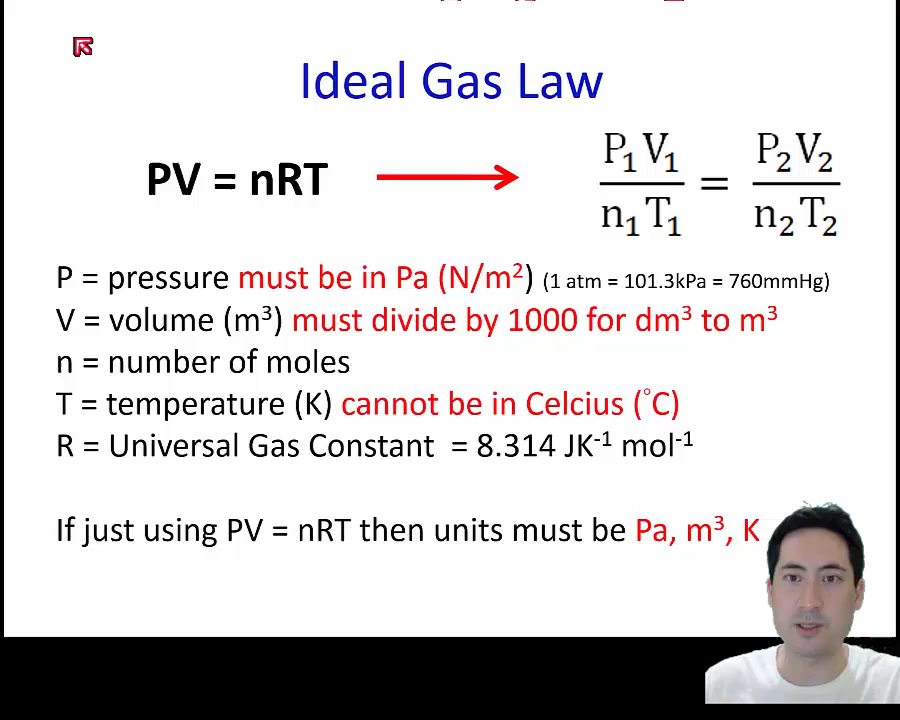 Ideal Gas Law
PV = nRT → P₁V₁ / n₁T₁ = P₂V₂ / n₂T₂
P = pressure must be in Pa (N/m²) (1 atm = 101.3kPa = 760mmHg)
V = volume (m³) must divide by 1000 for dm³ to m³
n = number of moles
T = temperature (K) cannot be in Celcius (°C)
R = Universal Gas Constant = 8.314 JK⁻¹ mol⁻¹
If just using PV = nRT then units must be Pa, m³, K